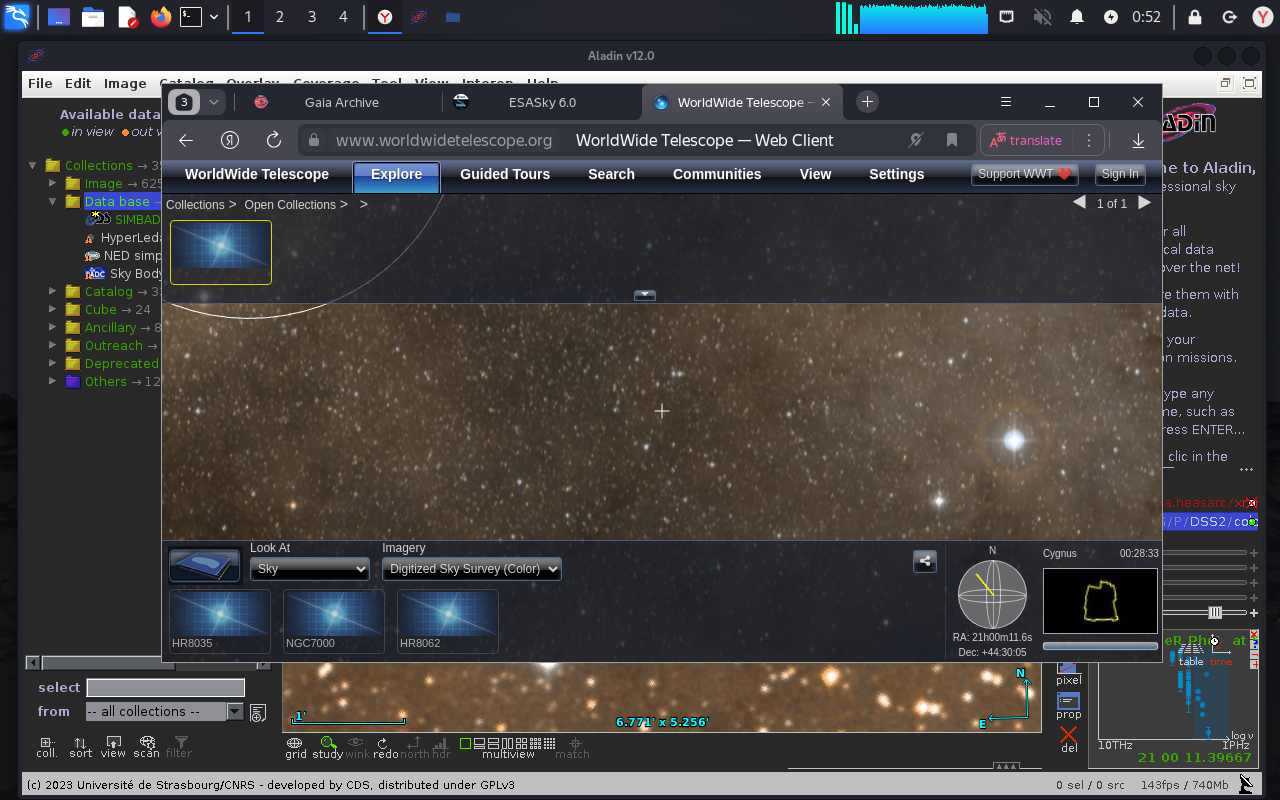 1 2 3 4
0:52
Aladin v12.0
File Edit Image Catalog Overlay Coverage Tool View Interop Help
3 Gaia Archive ESASky 6.0 WorldWide Telescope —
www.worldwidetelescope.org WorldWide Telescope — Web Client translate
WorldWide Telescope Explore Guided Tours Search Communities View Settings Support WWT Sign In
Collections > Open Collections > >
1 of 1
Available data
in view out v
Collections → 3
Image → 625
Data base →
SIMBAD
HyperLeda
NED simp
Sky Body
Catalog → 3
Cube → 24
Ancillary → 8
Outreach →
Deprecated
Others → 12
ne to Aladin,
essional sky
r all
ical data
over the net!
re them with
data.
your
on missions.
ype any
me, such as
ress ENTER...
clic in the
...
a.heasarc/
S/P/DSS2/co
Look At
Sky
Imagery
Digitized Sky Survey (Color)
HR8035
NGC7000
HR8062
N
RA: 21h00m11.6s
Dec: +44:30:05
Cygnus 00:28:33
select
from -- all collections --
coll. sort view scan filter
1'
6.771' x 5.256'
N
E
grid study wink redo north hdr multiview match
pixel
prop
del
at
table time
log ν
10THz 1PHz
21 00 11.39667
(c) 2023 Université de Strasbourg/CNRS - developed by CDS, distributed under GPLv3
0 sel / 0 src 143fps / 740Mb